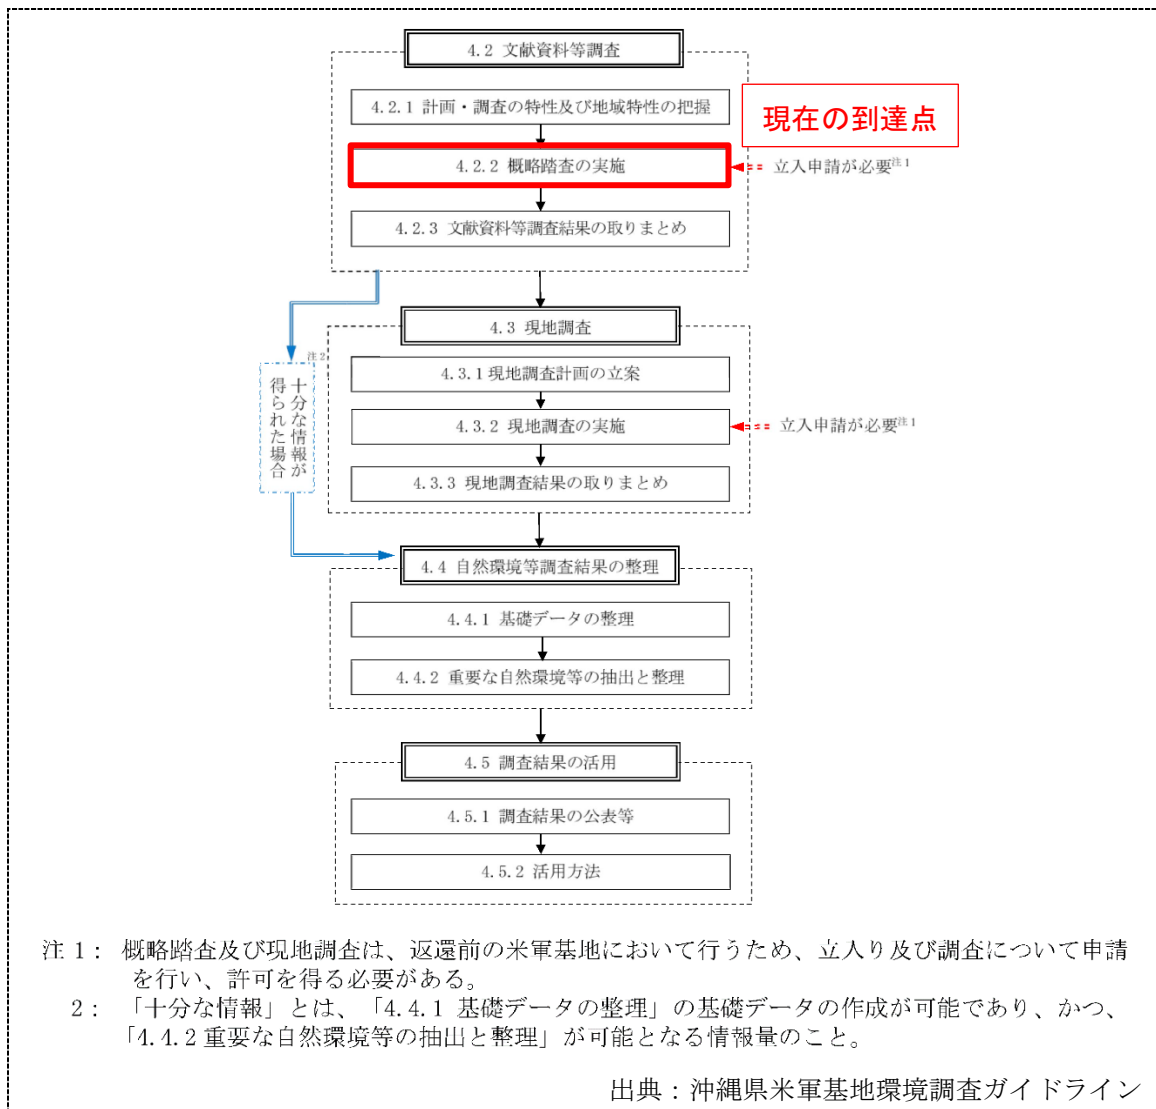 4.2 文献資料等調査
4.2.1 計画・調査の特性及び地域特性の把握
現在の到達点
4.2.2 概略踏査の実施
立入申請が必要注1
4.2.3 文献資料等調査結果の取りまとめ
4.3 現地調査
注2
十分な情報が
得られた場合
4.3.1現地調査計画の立案
4.3.2 現地調査の実施
立入申請が必要注1
4.3.3 現地調査結果の取りまとめ
4.4 自然環境等調査結果の整理
4.4.1 基礎データの整理
4.4.2 重要な自然環境等の抽出と整理
4.5 調査結果の活用
4.5.1 調査結果の公表等
4.5.2 活用方法
注1： 概略踏査及び現地調査は、返還前の米軍基地において行うため、立入り及び調査について申請
を行い、許可を得る必要がある。
2： 「十分な情報」とは、「4.4.1 基礎データの整理」の基礎データの作成が可能であり、かつ、
「4.4.2重要な自然環境等の抽出と整理」が可能となる情報量のこと。
出典：沖縄県米軍基地環境調査ガイドライン